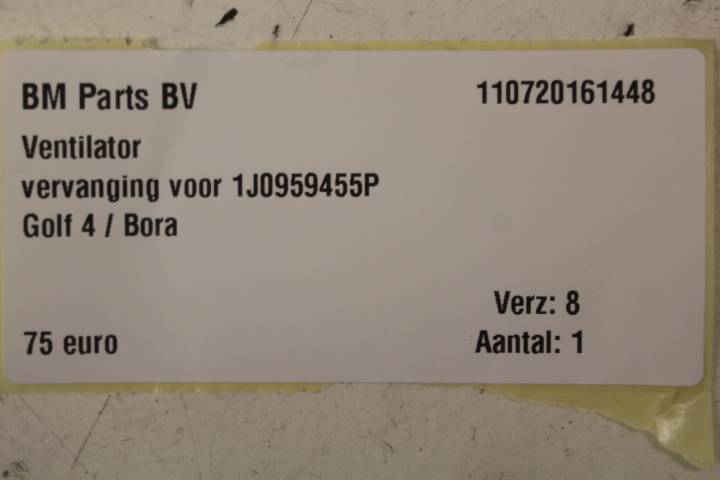 BM Parts BV 110720161448
Ventilator
vervanging voor 1J0959455P
Golf 4 / Bora
Verz: 8
75 euro Aantal: 1